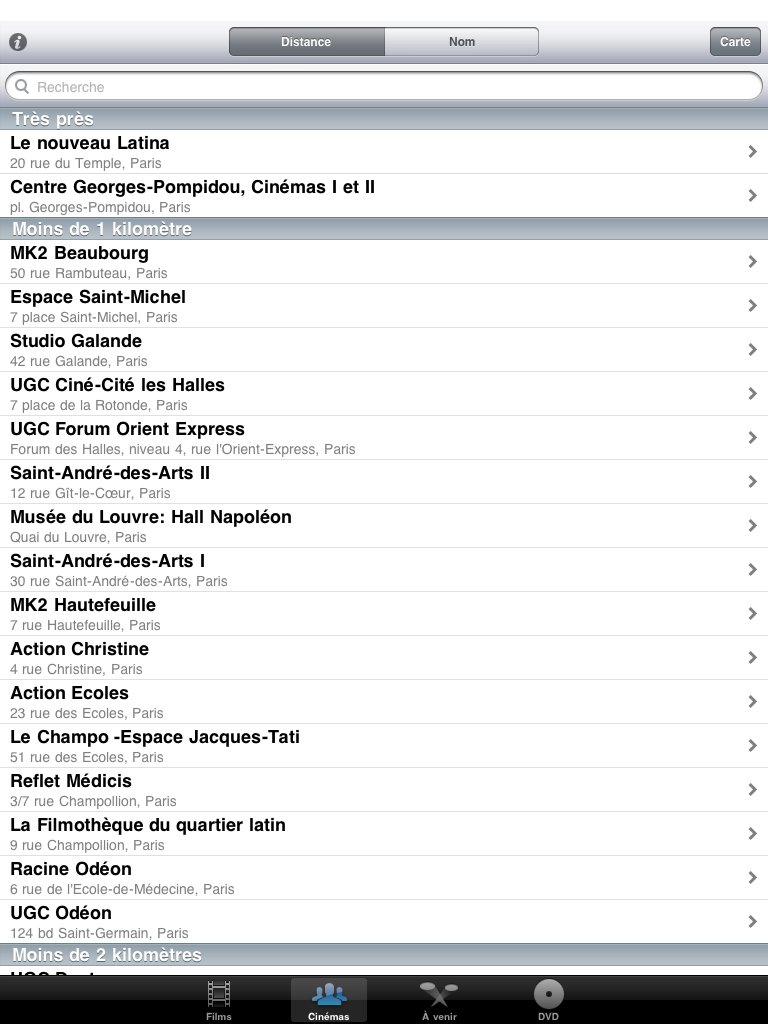 Distance
Nom
Carte
Recherche
Très près
Le nouveau Latina
20 rue du Temple, Paris
Centre Georges-Pompidou, Cinémas I et II
pl. Georges-Pompidou, Paris
Moins de 1 kilomètre
MK2 Beaubourg
50 rue Rambuteau, Paris
Espace Saint-Michel
7 place Saint-Michel, Paris
Studio Galande
42 rue Galande, Paris
UGC Ciné-Cité les Halles
7 place de la Rotonde, Paris
UGC Forum Orient Express
Forum des Halles, niveau 4, rue l'Orient-Express, Paris
Saint-André-des-Arts II
12 rue Gît-le-Cœur, Paris
Musée du Louvre: Hall Napoléon
Quai du Louvre, Paris
Saint-André-des-Arts I
30 rue Saint-André-des-Arts, Paris
MK2 Hautefeuille
7 rue Hautefeuille, Paris
Action Christine
4 rue Christine, Paris
Action Ecoles
23 rue des Ecoles, Paris
Le Champo -Espace Jacques-Tati
51 rue des Ecoles, Paris
Reflet Médicis
3/7 rue Champollion, Paris
La Filmothèque du quartier latin
9 rue Champollion, Paris
Racine Odéon
6 rue de l'Ecole-de-Médecine, Paris
UGC Odéon
124 bd Saint-Germain, Paris
Moins de 2 kilomètres
UGC
Films
Cinémas
À venir
DVD